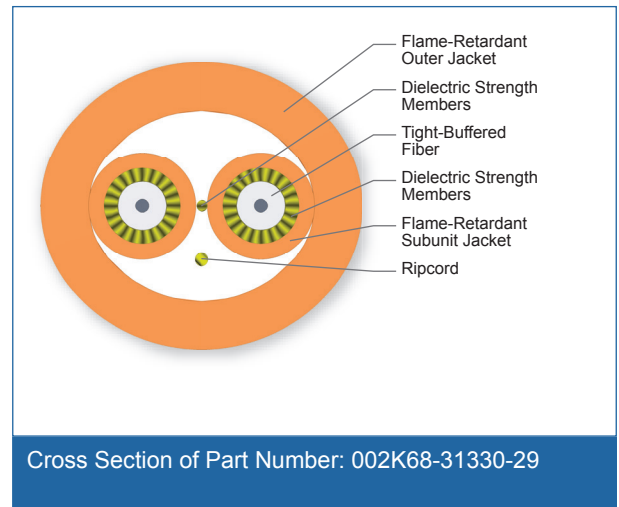 Flame-Retardant
Outer Jacket
Dielectric Strength
Members
Tight-Buffered
Fiber
Dielectric Strength
Members
Flame-Retardant
Subunit Jacket
Ripcord
Cross Section of Part Number: 002K68-31330-29